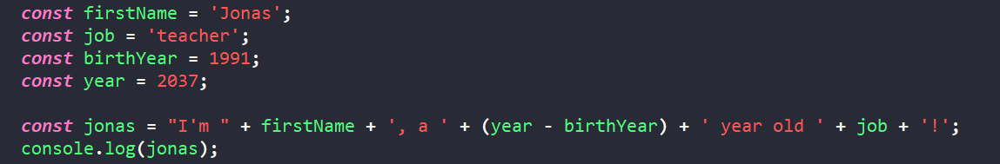 const firstName = 'Jonas';
const job = 'teacher';
const birthYear = 1991;
const year = 2037;
const jonas = "I'm " + firstName + ', a ' + (year - birthYear) + ' year old ' + job + '!';
console.log(jonas);